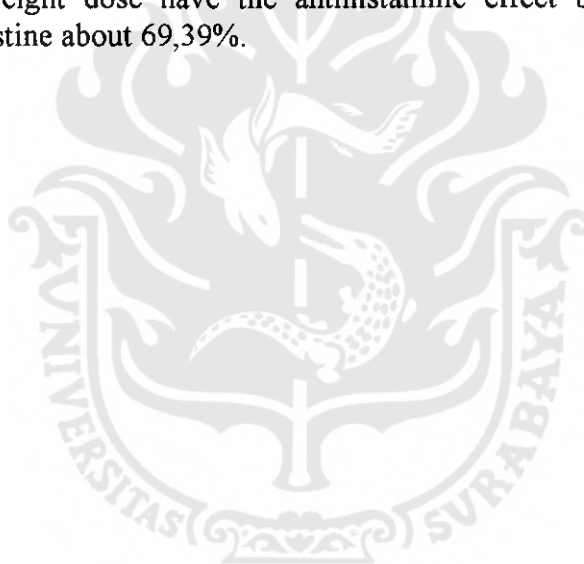 eight dose have the antihistamine effect
stine about 69,39%.
UNIVERSITAS SURABAYA